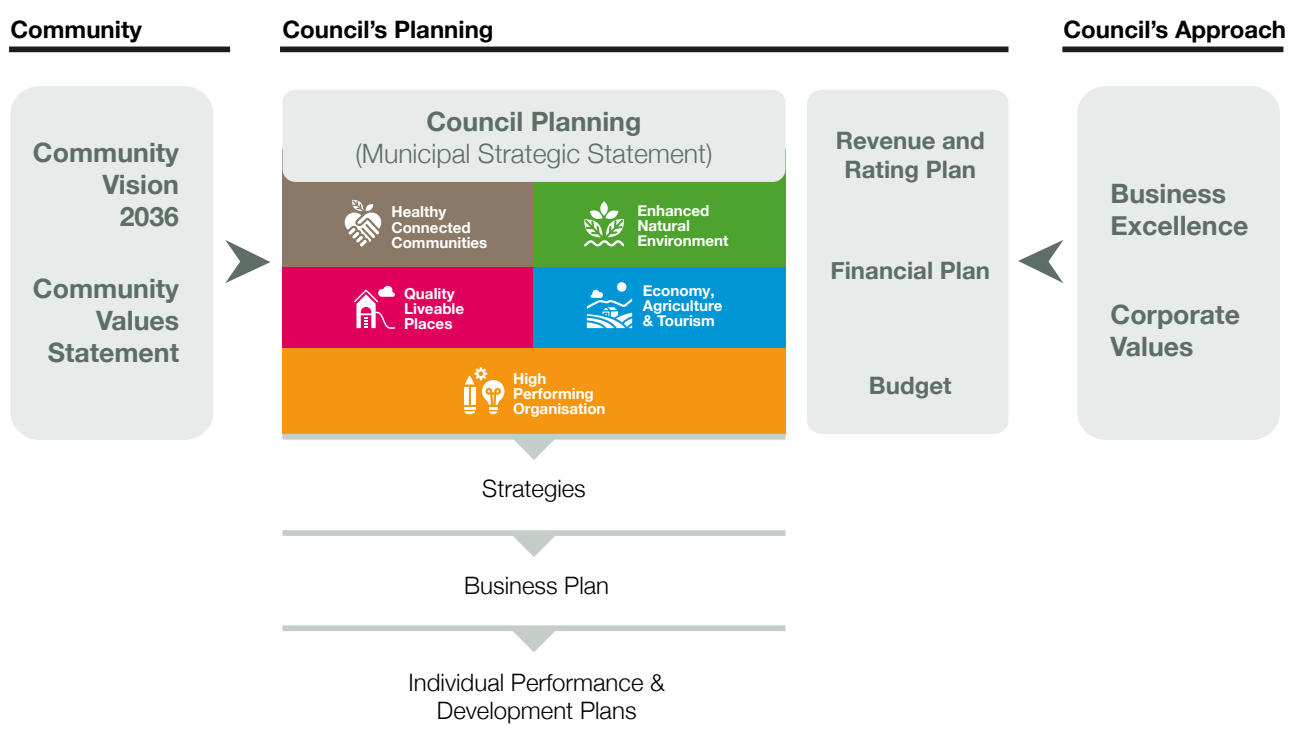 Community
Council’s Planning
Council’s Approach
Community
Vision
2036
Community
Values
Statement
Council Planning
(Municipal Strategic Statement)
Healthy
Connected
Communities
Enhanced
Natural
Environment
Quality
Liveable
Places
Economy,
Agriculture
& Tourism
High
Performing
Organisation
Revenue and
Rating Plan
Financial Plan
Budget
Business
Excellence
Corporate
Values
Strategies
Business Plan
Individual Performance &
Development Plans